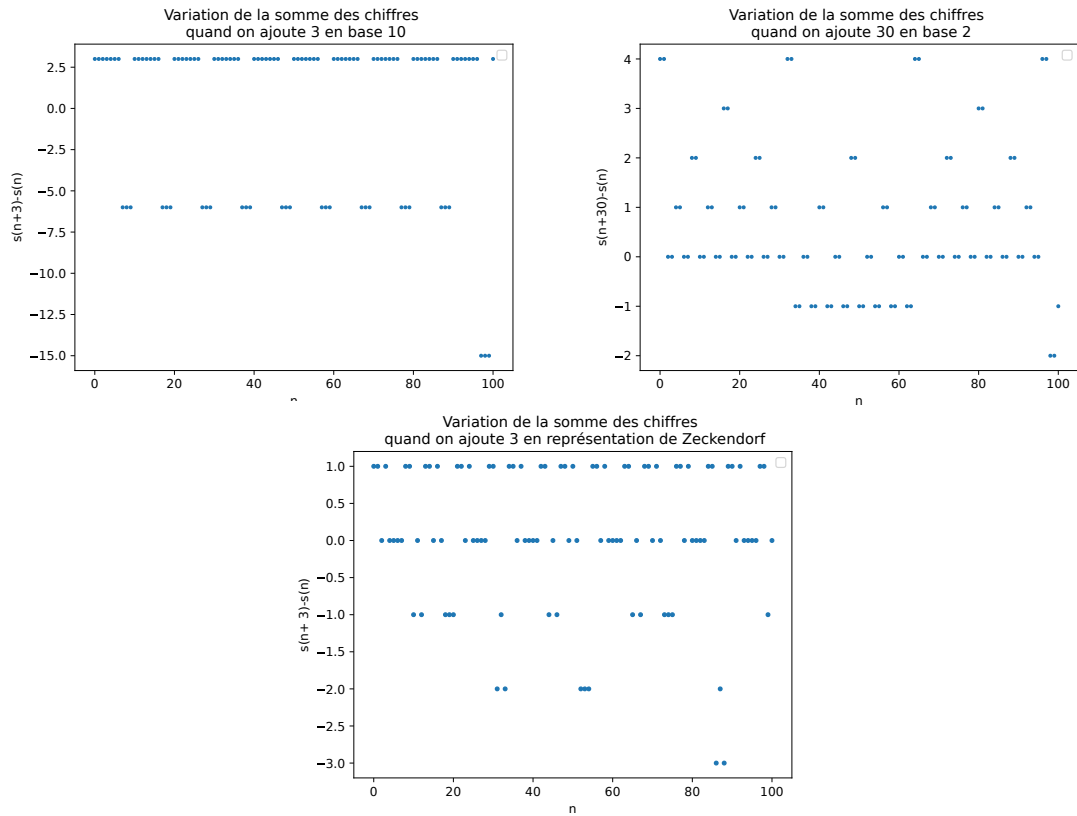 Variation de la somme des chiffres
quand on ajoute 3 en base 10
2.5
0.0
−2.5
−5.0
−7.5
−10.0
−12.5
−15.0
s(n+3)-s(n)
0 20 40 60 80 100
n
Variation de la somme des chiffres
quand on ajoute 30 en base 2
4
3
2
1
0
−1
−2
s(n+30)-s(n)
0 20 40 60 80 100
n
Variation de la somme des chiffres
quand on ajoute 3 en représentation de Zeckendorf
1.0
0.5
0.0
−0.5
−1.0
−1.5
−2.0
−2.5
−3.0
s(n+ 3)-s(n)
0 20 40 60 80 100
n